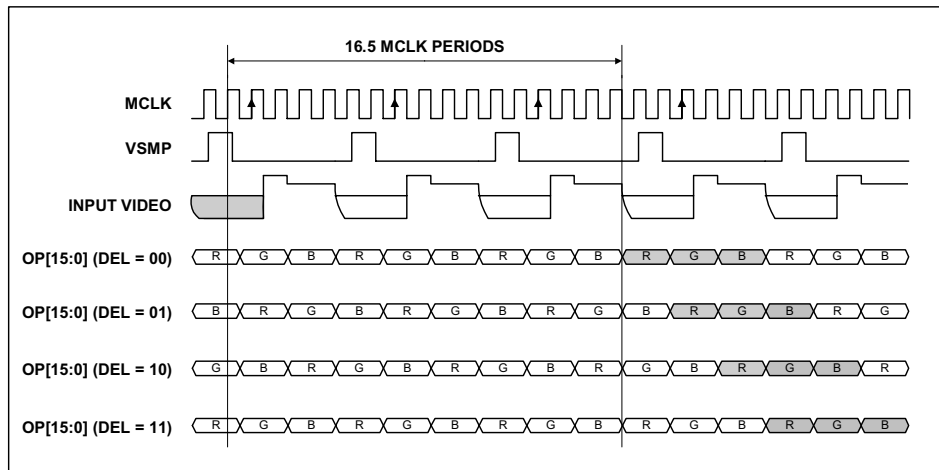 16.5 MCLK PERIODS
MCLK
VSMP
INPUT VIDEO
OP[15:0] (DEL = 00) R G B R G B R G B R G B R G B
OP[15:0] (DEL = 01) B R G B R G B R G B R G B R G
OP[15:0] (DEL = 10) G B R G B R G B R G B R G B R
OP[15:0] (DEL = 11) R G B R G B R G B R G B R G B